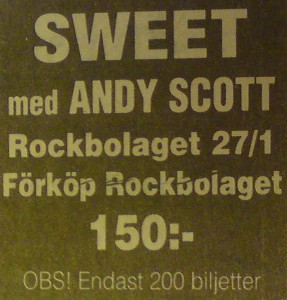 SWEET
med ANDY SCOTT
Rockbolaget 27/1
Förköp Rockbolaget
150:-
OBS! Endast 200 biljetter